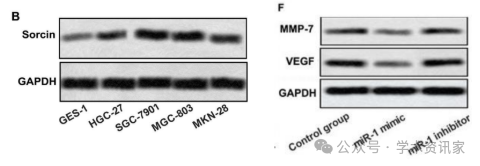 B
Sorcin
GAPDH
GES-1
HGC-27
SGC-7901
MGC-803
MKN-28
F
MMP-7
VEGF
GAPDH
Control group
miR-1 mimic
miR-1 inhibitor
公众号 · 学术资讯家